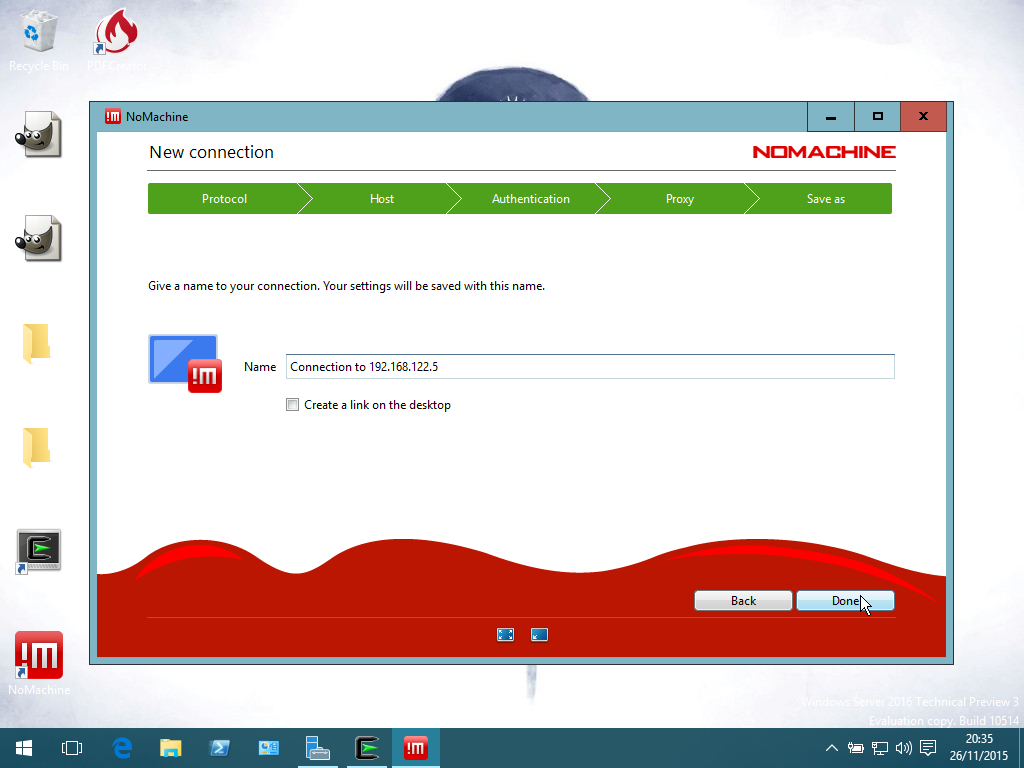 Recycle Bin
PDFCreator
NoMachine
New connection
NOMACHINE
Protocol
Host
Authentication
Proxy
Save as
Give a name to your connection. Your settings will be saved with this name.
Name
Connection to 192.168.122.5
Create a link on the desktop
Back
Done
NoMachine
Windows Server 2016 Technical Preview 3
Evaluation copy. Build 10514
20:35
26/11/2015